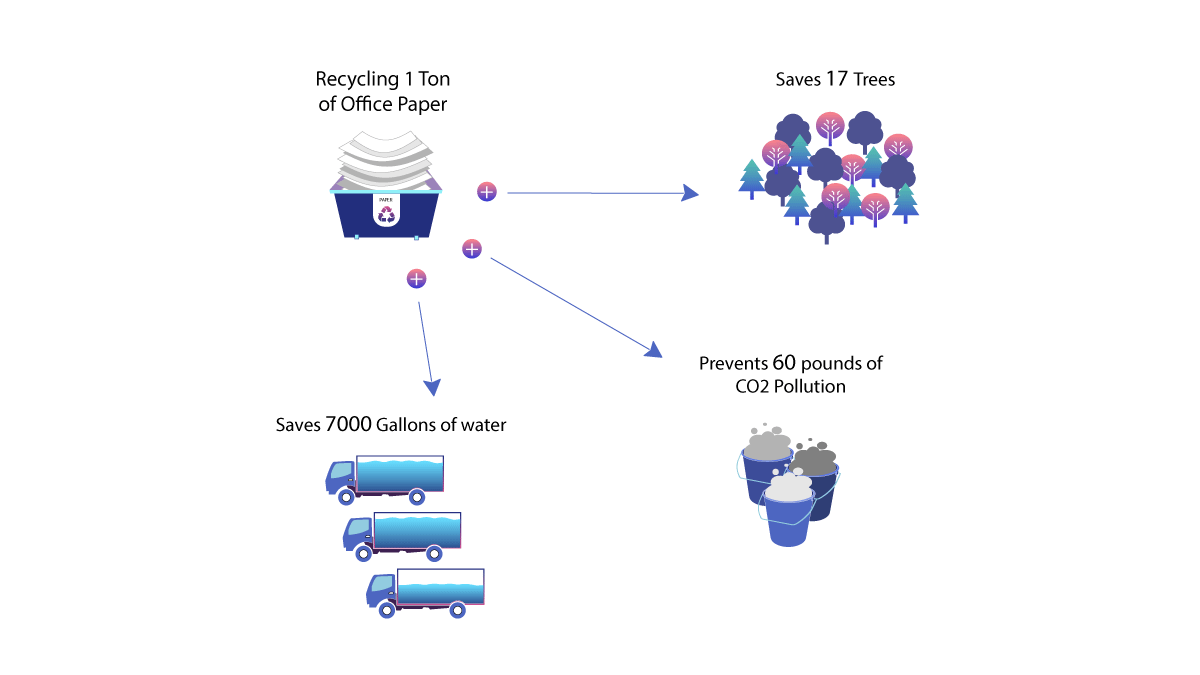 Recycling 1 Ton
of Office Paper
Saves 17 Trees
PAPER
Prevents 60 pounds of
CO2 Pollution
Saves 7000 Gallons of water